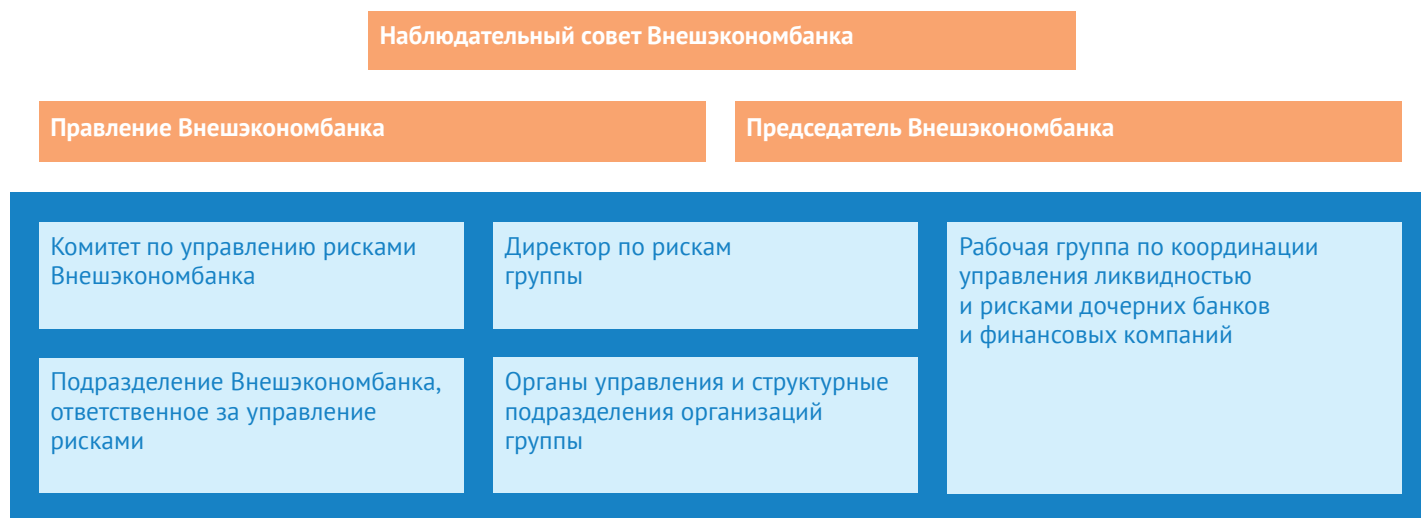 Наблюдательный совет Внешэкономбанка
Правление Внешэкономбанка
Председатель Внешэкономбанка
Комитет по управлению рисками
Внешэкономбанка
Директор по рискам
группы
Рабочая группа по координации
управления ликвидностью
и рисками дочерних банков
и финансовых компаний
Подразделение Внешэкономбанка,
ответственное за управление
рисками
Органы управления и структурные
подразделения организаций
группы